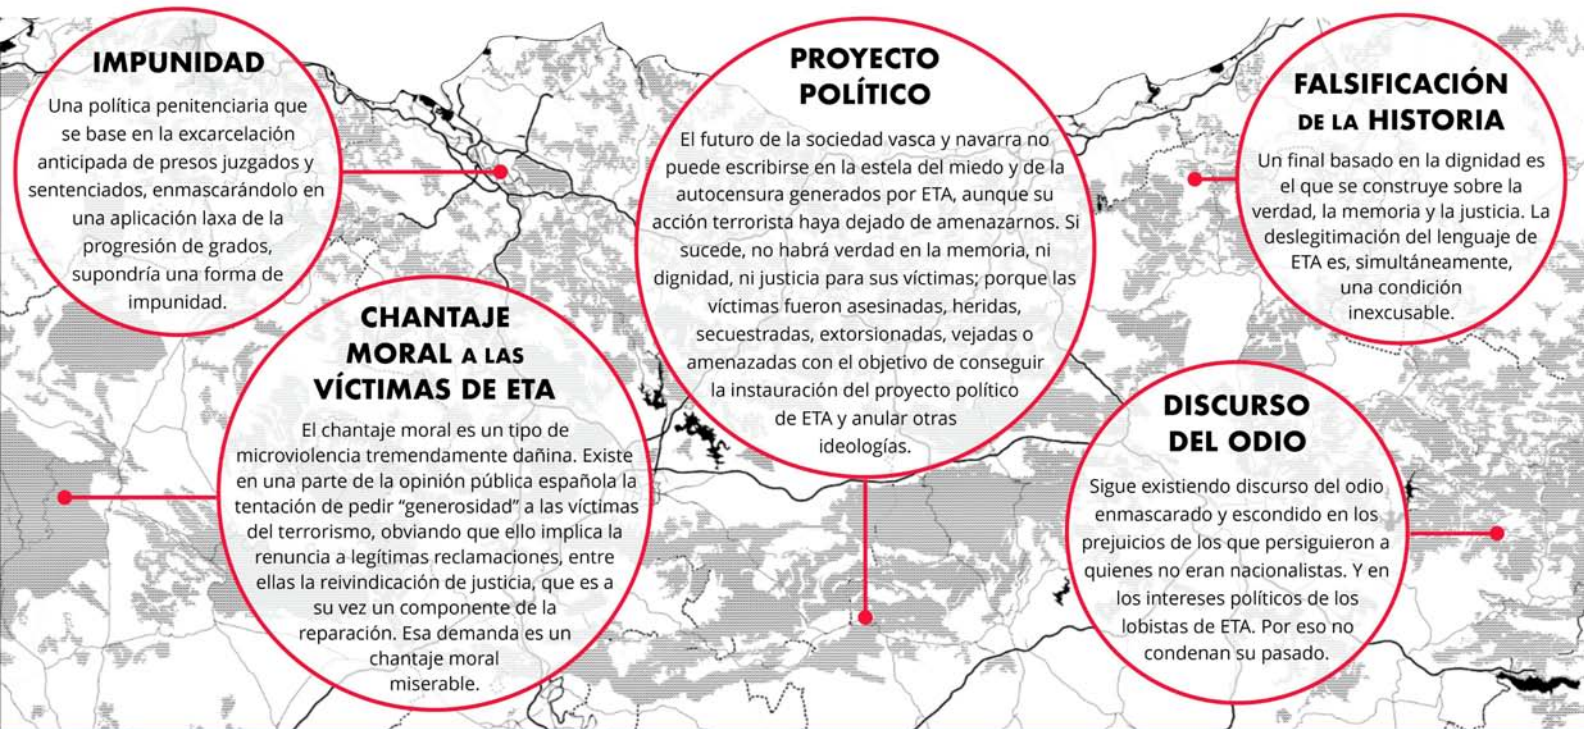 IMPUNIDAD
Una política penitenciaria que
se base en la excarcelación
anticipada de presos juzgados y
sentenciados, enmascarándolo en
una aplicación laxa de la
progresión de grados,
supondría una forma de
impunidad.
CHANTAJE
MORAL A LAS
VÍCTIMAS DE ETA
El chantaje moral es un tipo de
microviolencia tremendamente dañina. Existe
en una parte de la opinión pública española la
tentación de pedir “generosidad” a las víctimas
del terrorismo, obviando que ello implica la
renuncia a legítimas reclamaciones, entre
ellas la reivindicación de justicia, que es a
su vez un componente de la
reparación. Esa demanda es un
chantaje moral
miserable.
PROYECTO
POLÍTICO
El futuro de la sociedad vasca y navarra no
puede escribirse en la estela del miedo y de la
autocensura generados por ETA, aunque su
acción terrorista haya dejado de amenazarnos. Si
sucede, no habrá verdad en la memoria, ni
dignidad, ni justicia para sus víctimas; porque las
víctimas fueron asesinadas, heridas,
secuestradas, extorsionadas, vejadas o
amenazadas con el objetivo de conseguir
la instauración del proyecto político
de ETA y anular otras
ideologías.
FALSIFICACIÓN
DE LA HISTORIA
Un final basado en la dignidad es
el que se construye sobre la
verdad, la memoria y la justicia. La
deslegitimación del lenguaje de
ETA es, simultáneamente,
una condición
inexcusable.
DISCURSO
DEL ODIO
Sigue existiendo discurso del odio
enmascarado y escondido en los
prejuicios de los que persiguieron a
quienes no eran nacionalistas. Y en
los intereses políticos de los
lobistas de ETA. Por eso no
condenan su pasado.